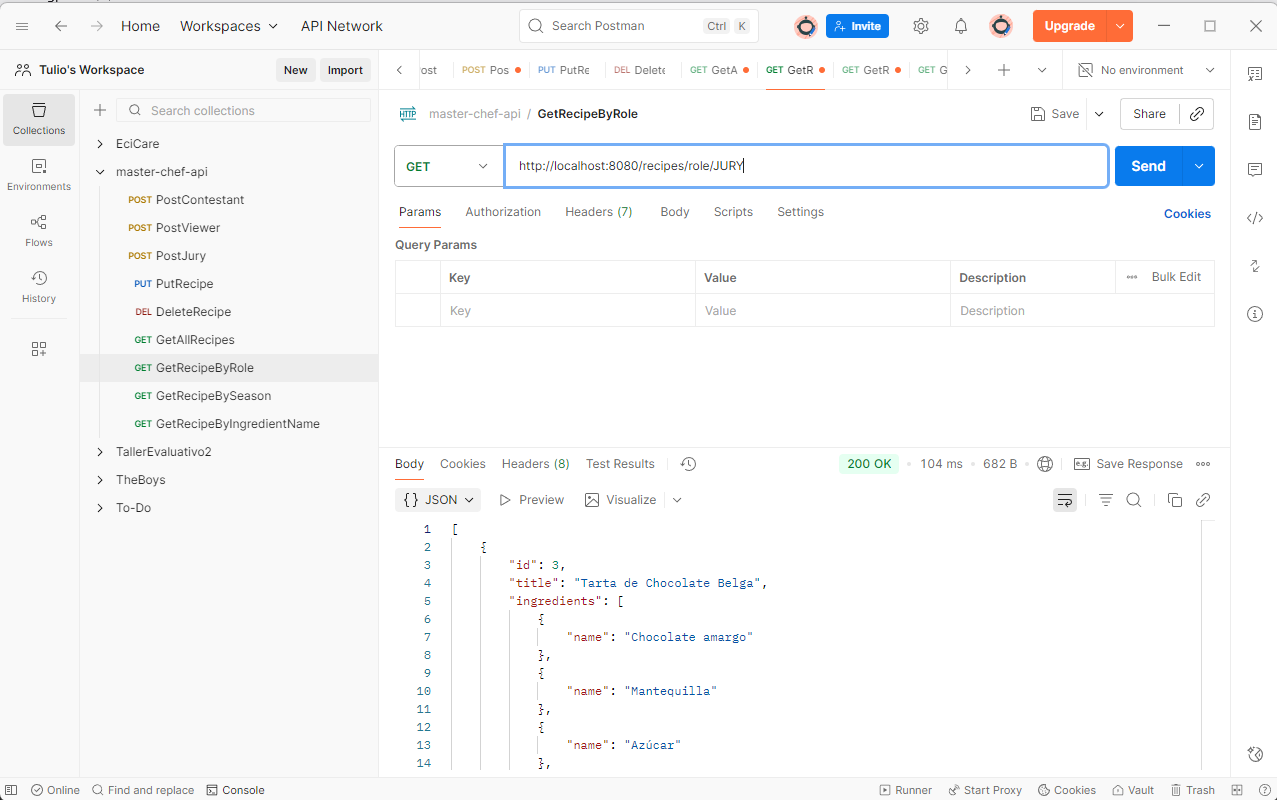 Home Workspaces API Network Search Postman Ctrl K Invite Upgrade
Tulio's Workspace New Import ost POST Pos PUT PutRe DEL Delete GET GetA GET GetR GET GetR GET G No environment
Collections
Environments
Flows
History
Search collections
EciCare
master-chef-api
POST PostContestant
POST PostViewer
POST PostJury
PUT PutRecipe
DEL DeleteRecipe
GET GetAllRecipes
GET GetRecipeByRole
GET GetRecipeBySeason
GET GetRecipeByIngredientName
TallerEvaluativo2
TheBoys
To-Do
HTTP master-chef-api / GetRecipeByRole Save Share
GET http://localhost:8080/recipes/role/JURY Send
Params Authorization Headers (7) Body Scripts Settings Cookies
Query Params
Key Value Description Bulk Edit
Key Value Description
Body Cookies Headers (8) Test Results 200 OK 104 ms 682 B e.g. Save Response
{} JSON Preview Visualize
1 [
2 {
3 "id": 3,
4 "title": "Tarta de Chocolate Belga",
5 "ingredients": [
6 {
7 "name": "Chocolate amargo"
8 },
9 {
10 "name": "Mantequilla"
11 },
12 {
13 "name": "Azúcar"
14 },
Online Find and replace Console Runner Start Proxy Cookies Vault Trash